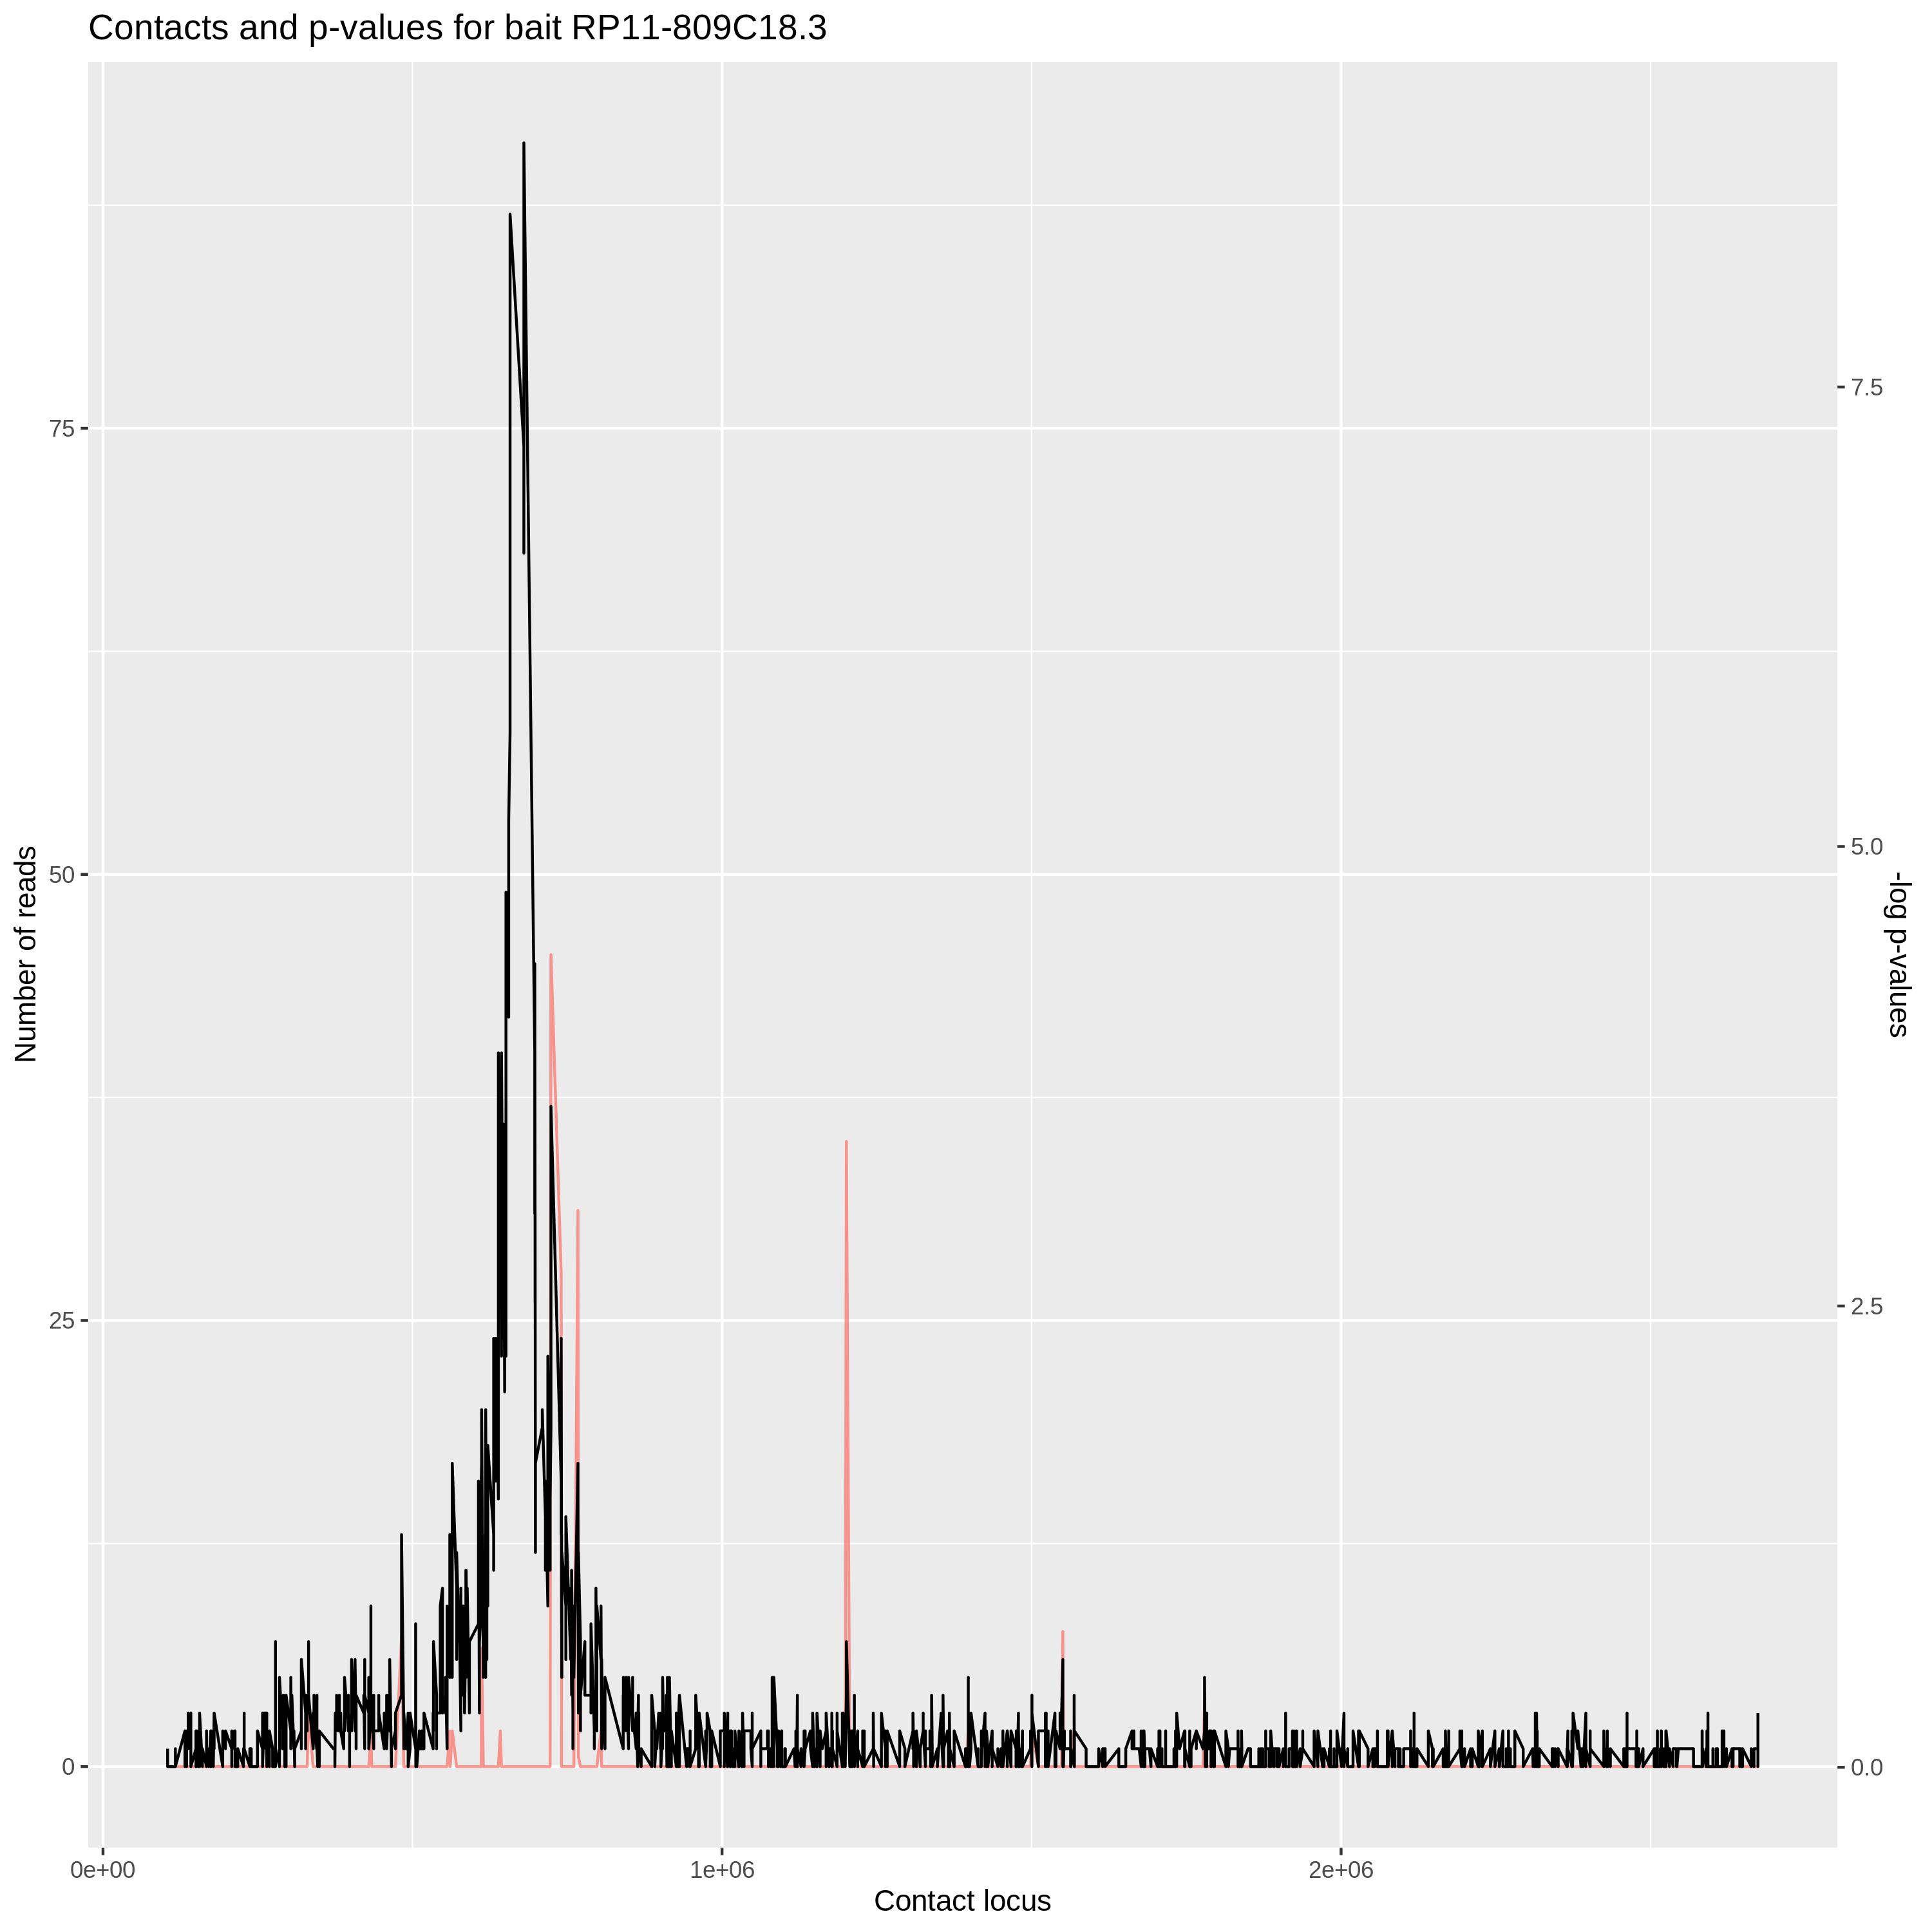 Contacts and p-values for bait RP11-809C18.3
75
50
25
0
7.5
5.0
2.5
0.0
Number of reads
-log p-values
0e+00
1e+06
2e+06
Contact locus